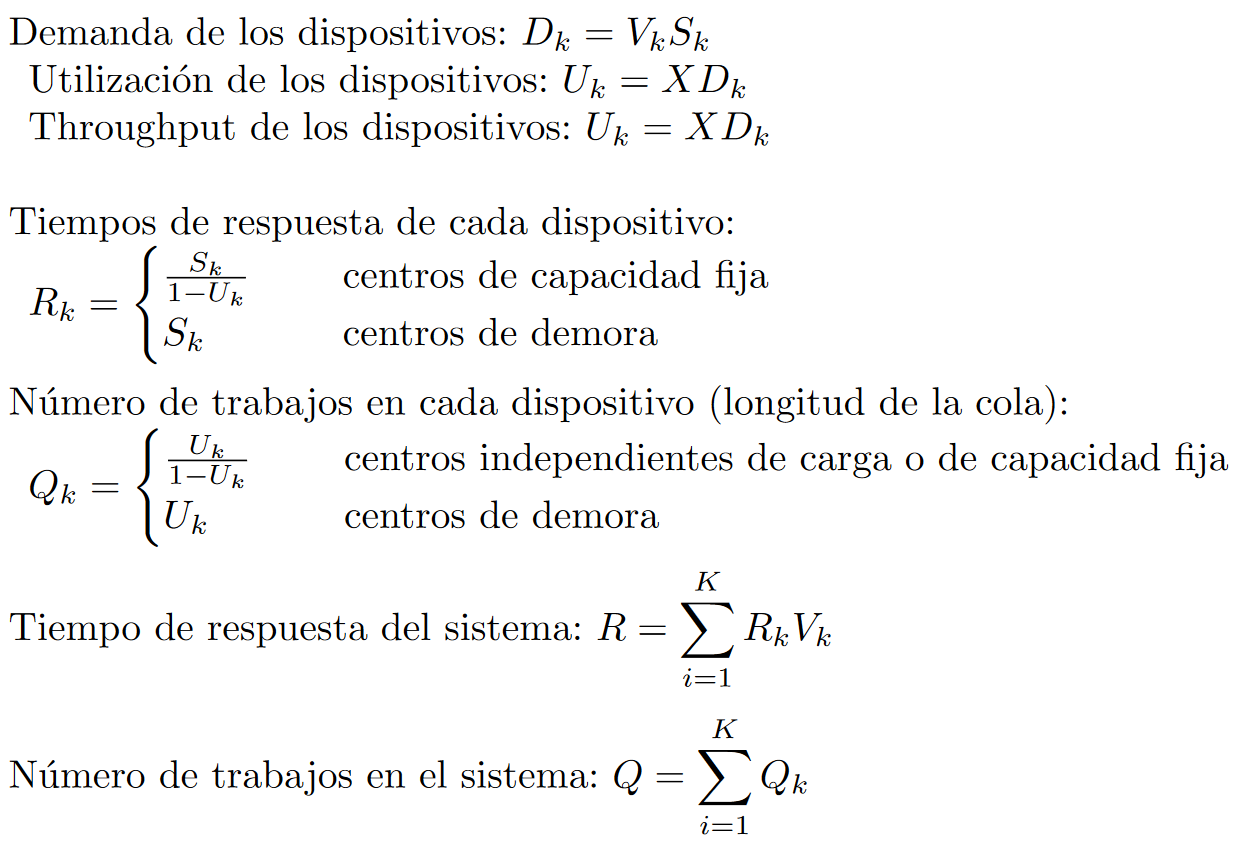 Demanda de los dispositivos: $D_k = V_k S_k$
Utilización de los dispositivos: $U_k = X D_k$
Throughput de los dispositivos: $U_k = X D_k$
Tiempos de respuesta de cada dispositivo:
$R_k = \begin{cases} \frac{S_k}{1-U_k} & \text{centros de capacidad fija} \\ S_k & \text{centros de demora} \end{cases}$
Número de trabajos en cada dispositivo (longitud de la cola):
$Q_k = \begin{cases} \frac{U_k}{1-U_k} & \text{centros independientes de carga o de capacidad fija} \\ U_k & \text{centros de demora} \end{cases}$
Tiempo de respuesta del sistema: $R = \sum_{i=1}^{K} R_k V_k$
Número de trabajos en el sistema: $Q = \sum_{i=1}^{K} Q_k$